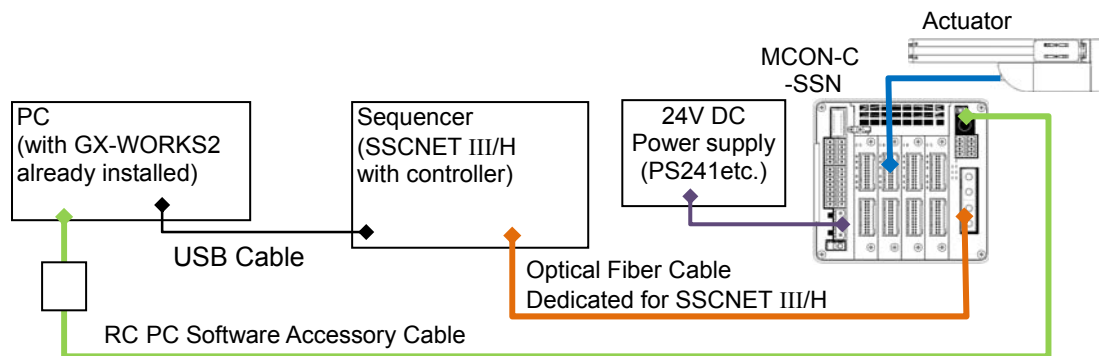 Actuator
MCON-C
-SSN
PC
(with GX-WORKS2
already installed)
Sequencer
(SSCNET III/H
with controller)
24V DC
Power supply
(PS241etc.)
USB Cable
Optical Fiber Cable
Dedicated for SSCNET III/H
RC PC Software Accessory Cable